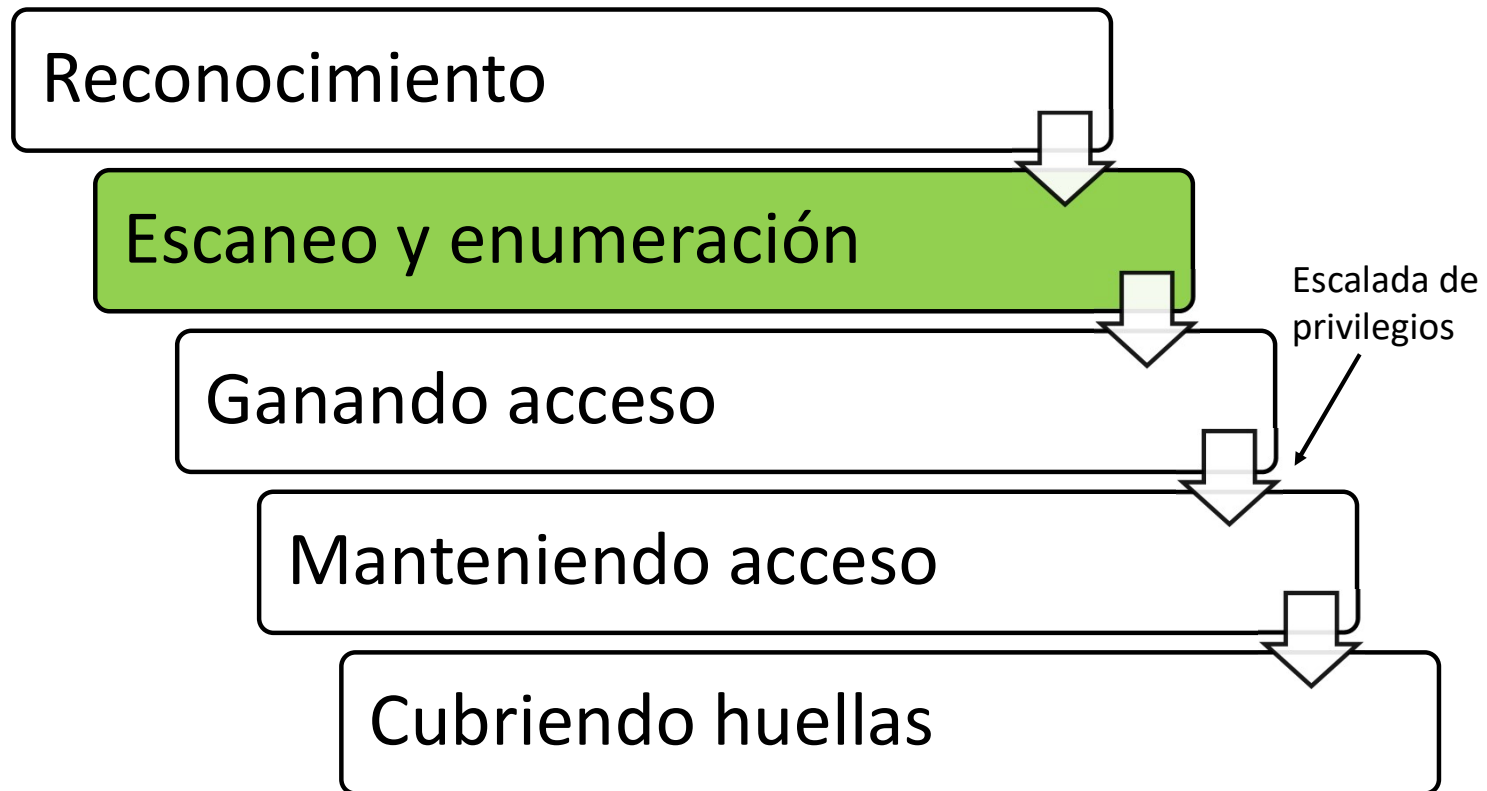 Reconocimiento
Escaneo y enumeración
Escalada de
privilegios
Ganando acceso
Manteniendo acceso
Cubriendo huellas